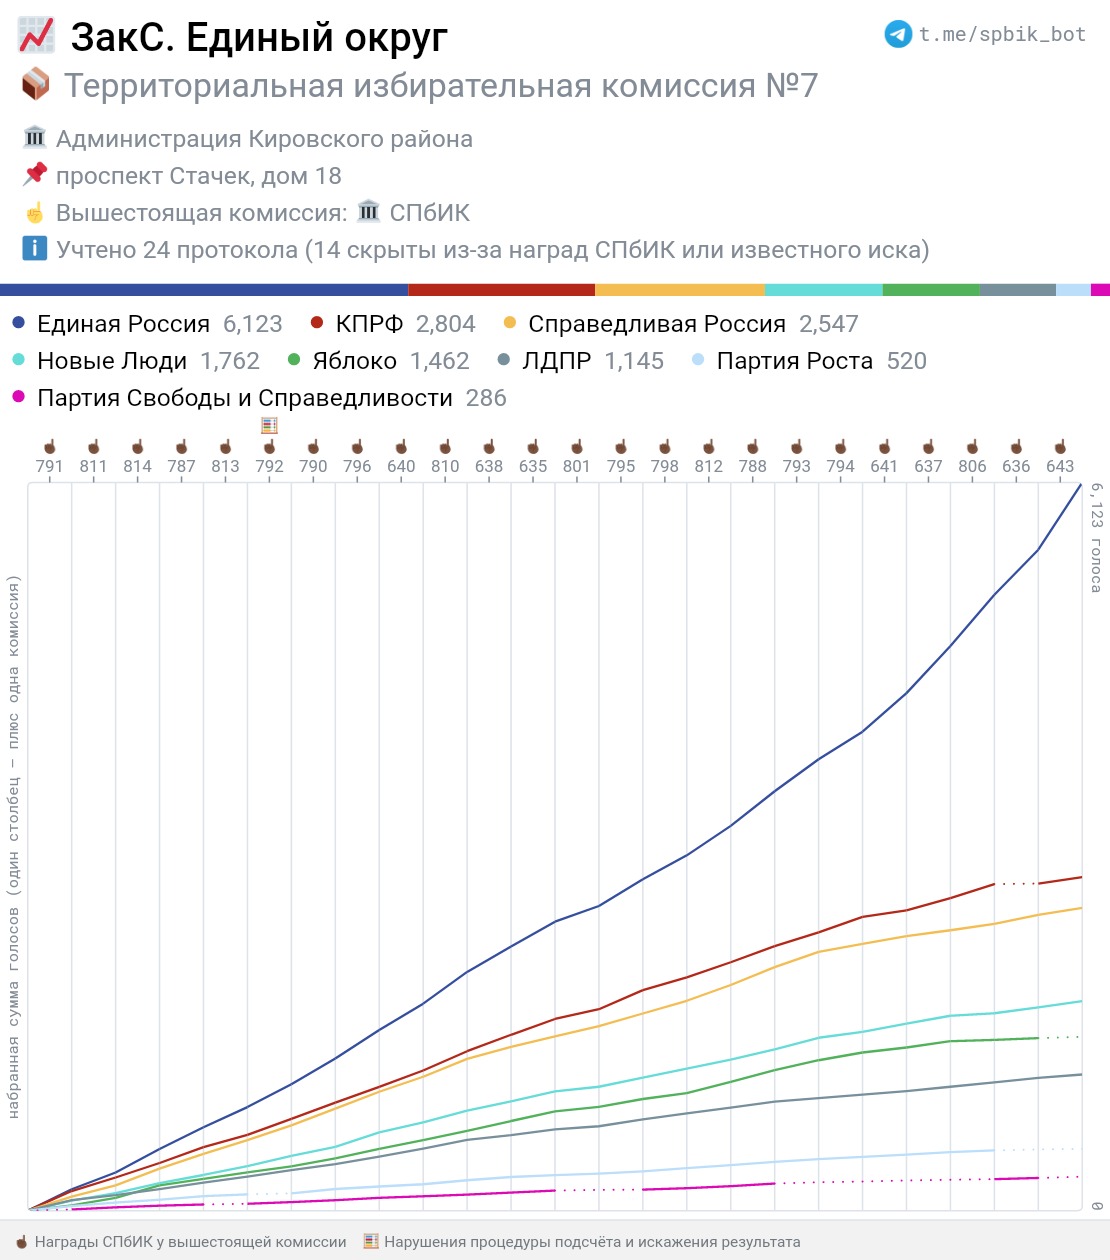 ЗакС. Единый округ
t.me/spbik_bot
Территориальная избирательная комиссия №7
Администрация Кировского района
проспект Стачек, дом 18
Вышестоящая комиссия: СПбИК
Учтено 24 протокола (14 скрыты из-за наград СПбИК или известного иска)
Единая Россия 6,123 КПРФ 2,804 Справедливая Россия 2,547
Новые Люди 1,762 Яблоко 1,462 ЛДПР 1,145 Партия Роста 520
Партия Свободы и Справедливости 286
791 811 814 787 813 792 790 796 640 810 638 635 801 795 798 812 788 793 794 641 637 806 636 643
6,123 голоса
набранная сумма голосов (один столбец – плюс одна комиссия)
0
Награды СПбИК у вышестоящей комиссии Нарушения процедуры подсчёта и искажения результата